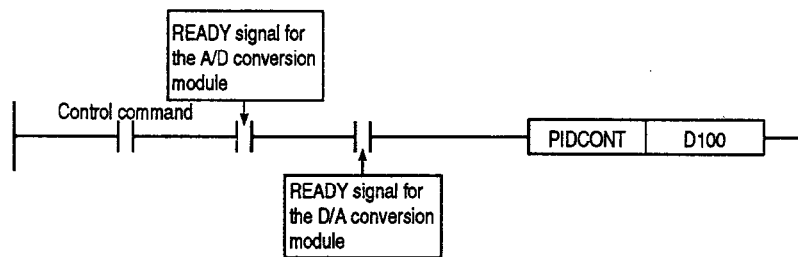 READY signal for
the A/D conversion
module
Control command
PIDCONT
D100
READY signal for
the D/A conversion
module